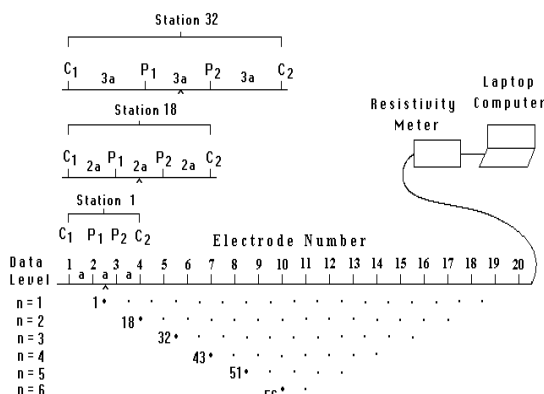 Station 32
C1 3a P1 3a P2 3a C2
Laptop
Computer
Resistivity
Meter
Station 18
C1 2a P1 2a P2 2a C2
Station 1
C1 P1 P2 C2
Electrode Number
Data
Level
1 2 3 4 5 6 7 8 9 10 11 12 13 14 15 16 17 18 19 20
a a a
n=1 1
n=2 18
n=3 32
n=4 43
n=5 51
n=6 56